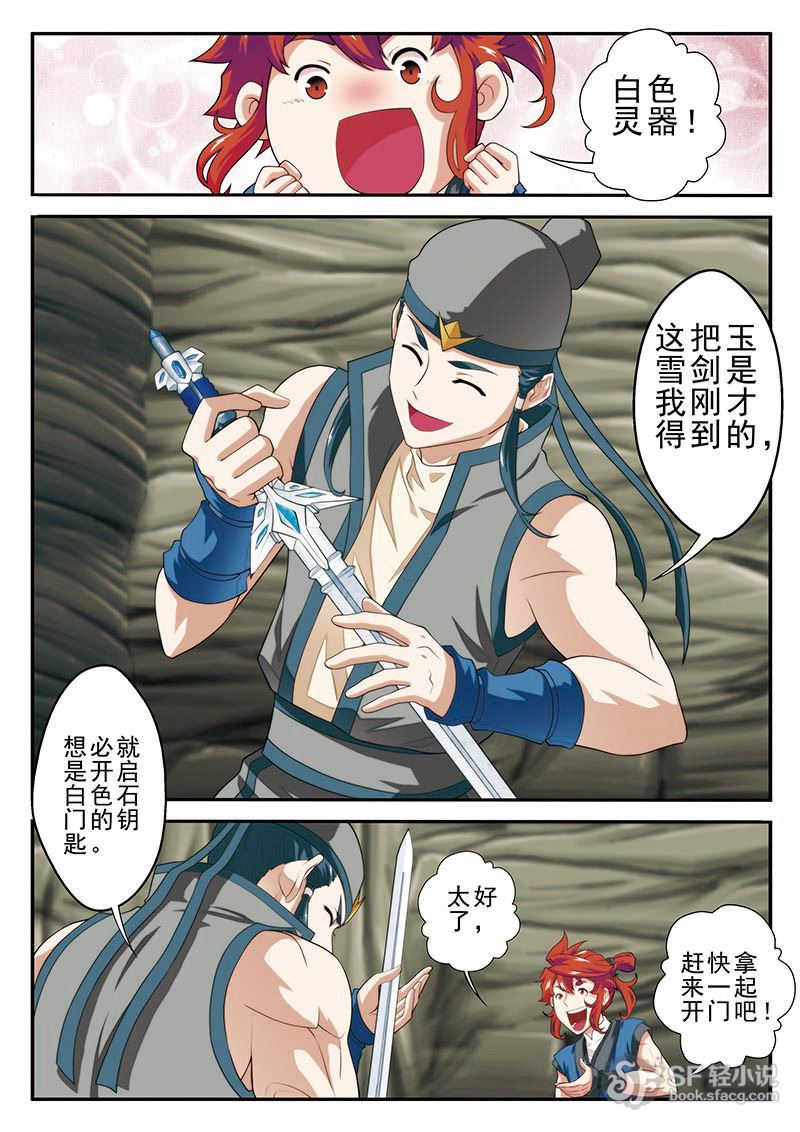 白色
灵器！
这把玉
雪剑是
我刚才
得到的，
想必就
是开启
白色石
门的钥
匙。
太好
了，
赶快拿
来一起
开门吧！
SF 轻小说
book.sfacg.com